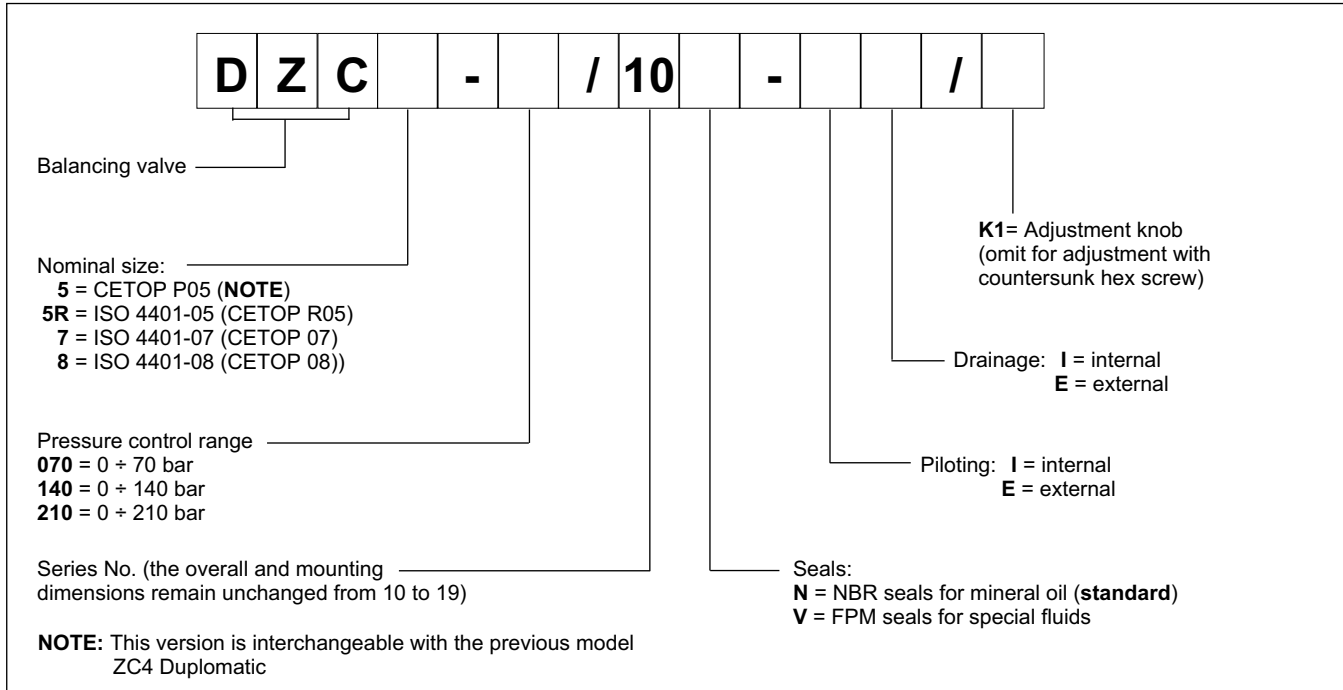 D Z C - / 10 - /
Balancing valve
Nominal size:
5 = CETOP P05 (NOTE)
5R = ISO 4401-05 (CETOP R05)
7 = ISO 4401-07 (CETOP 07)
8 = ISO 4401-08 (CETOP 08))
Pressure control range
070 = 0 ÷ 70 bar
140 = 0 ÷ 140 bar
210 = 0 ÷ 210 bar
Series No. (the overall and mounting
dimensions remain unchanged from 10 to 19)
NOTE: This version is interchangeable with the previous model
ZC4 Duplomatic
K1= Adjustment knob
(omit for adjustment with
countersunk hex screw)
Drainage: I = internal
E = external
Piloting: I = internal
E = external
Seals:
N = NBR seals for mineral oil (standard)
V = FPM seals for special fluids